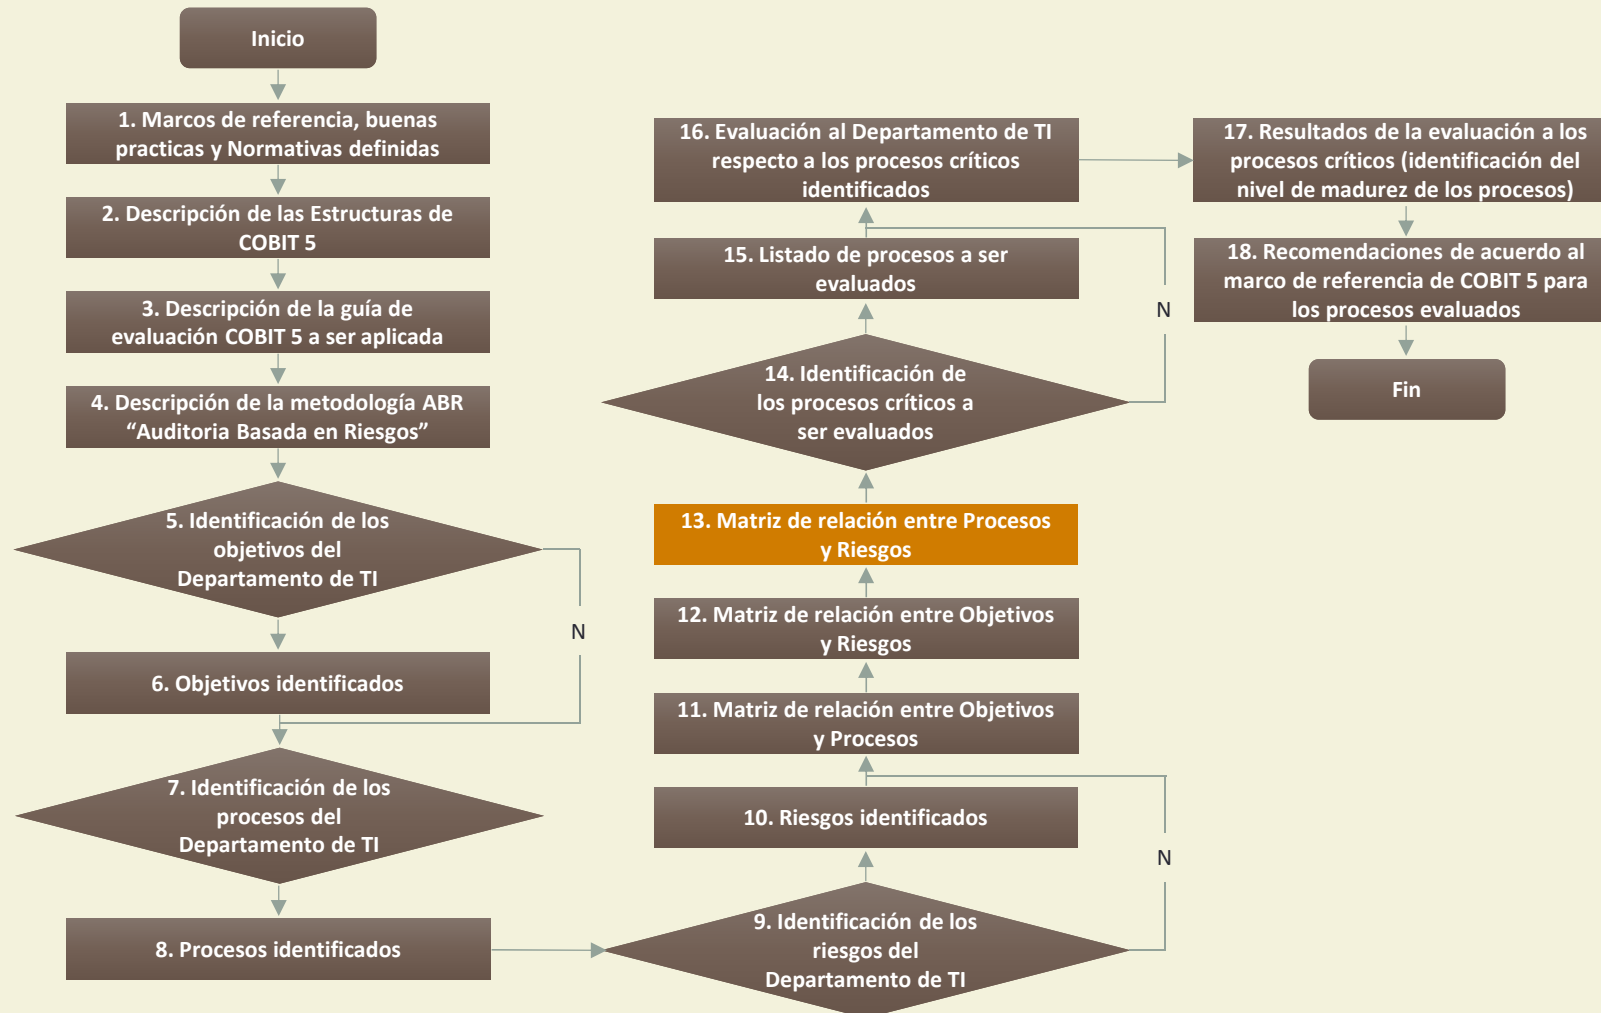 Inicio
1. Marcos de referencia, buenas
practicas y Normativas definidas
2. Descripción de las Estructuras de
COBIT 5
3. Descripción de la guía de
evaluación COBIT 5 a ser aplicada
4. Descripción de la metodología ABR
“Auditoria Basada en Riesgos”
5. Identificación de los
objetivos del
Departamento de TI
N
6. Objetivos identificados
7. Identificación de los
procesos del
Departamento de TI
8. Procesos identificados
9. Identificación de los
riesgos del
Departamento de TI
N
10. Riesgos identificados
11. Matriz de relación entre Objetivos
y Procesos
12. Matriz de relación entre Objetivos
y Riesgos
13. Matriz de relación entre Procesos
y Riesgos
14. Identificación de
los procesos críticos a
ser evaluados
N
15. Listado de procesos a ser
evaluados
16. Evaluación al Departamento de TI
respecto a los procesos críticos
identificados
17. Resultados de la evaluación a los
procesos críticos (identificación del
nivel de madurez de los procesos)
18. Recomendaciones de acuerdo al
marco de referencia de COBIT 5 para
los procesos evaluados
Fin